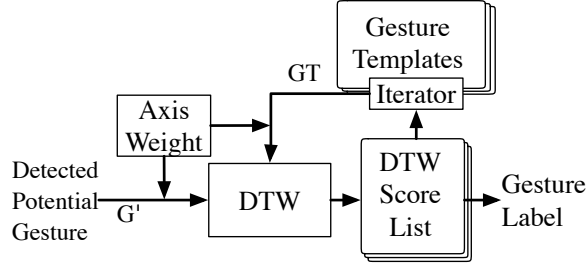 Gesture
Templates
GT
Iterator
Axis
Weight
Detected
Potential
Gesture
G'
DTW
DTW
Score
List
Gesture
Label